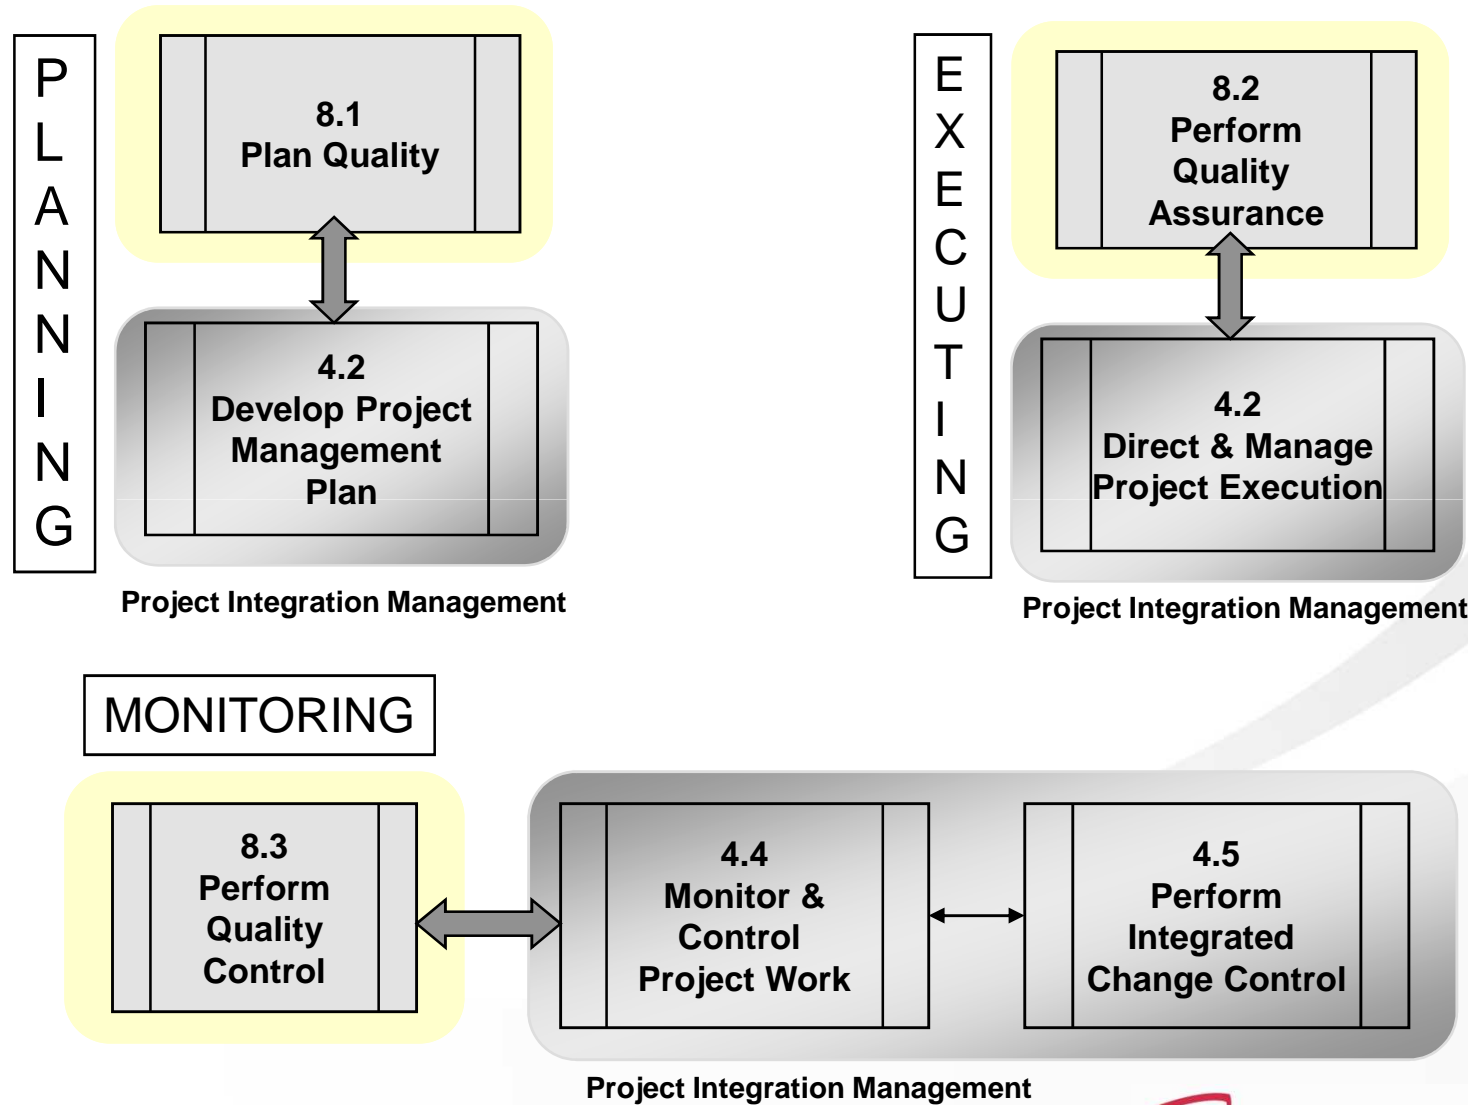 PLANNING
8.1
Plan Quality
4.2
Develop Project
Management
Plan
Project Integration Management
EXECUTING
8.2
Perform
Quality
Assurance
4.2
Direct & Manage
Project Execution
Project Integration Management
MONITORING
8.3
Perform
Quality
Control
4.4
Monitor &
Control
Project Work
4.5
Perform
Integrated
Change Control
Project Integration Management